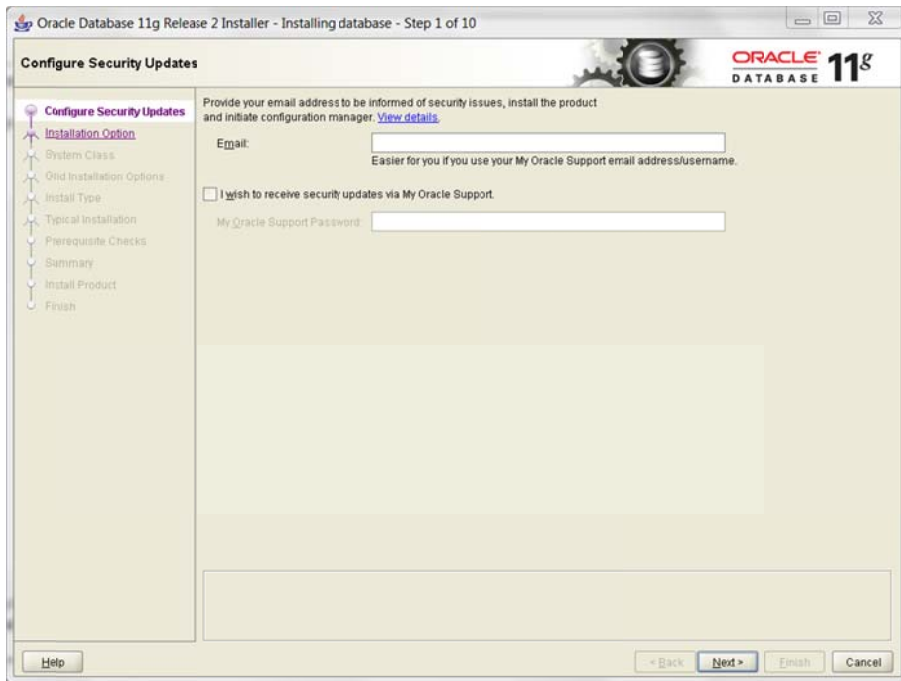 Oracle Database 11g Release 2 Installer - Installing database - Step 1 of 10
Configure Security Updates
ORACLE
DATABASE 11g
Configure Security Updates
Installation Option
System Class
Grid Installation Options
Install Type
Typical Installation
Prerequisite Checks
Summary
Install Product
Finish
Provide your email address to be informed of security issues, install the product
and initiate configuration manager. View details.
Email:
Easier for you if you use your My Oracle Support email address/username.
I wish to receive security updates via My Oracle Support.
My Oracle Support Password:
Help
< Back
Next >
Finish
Cancel